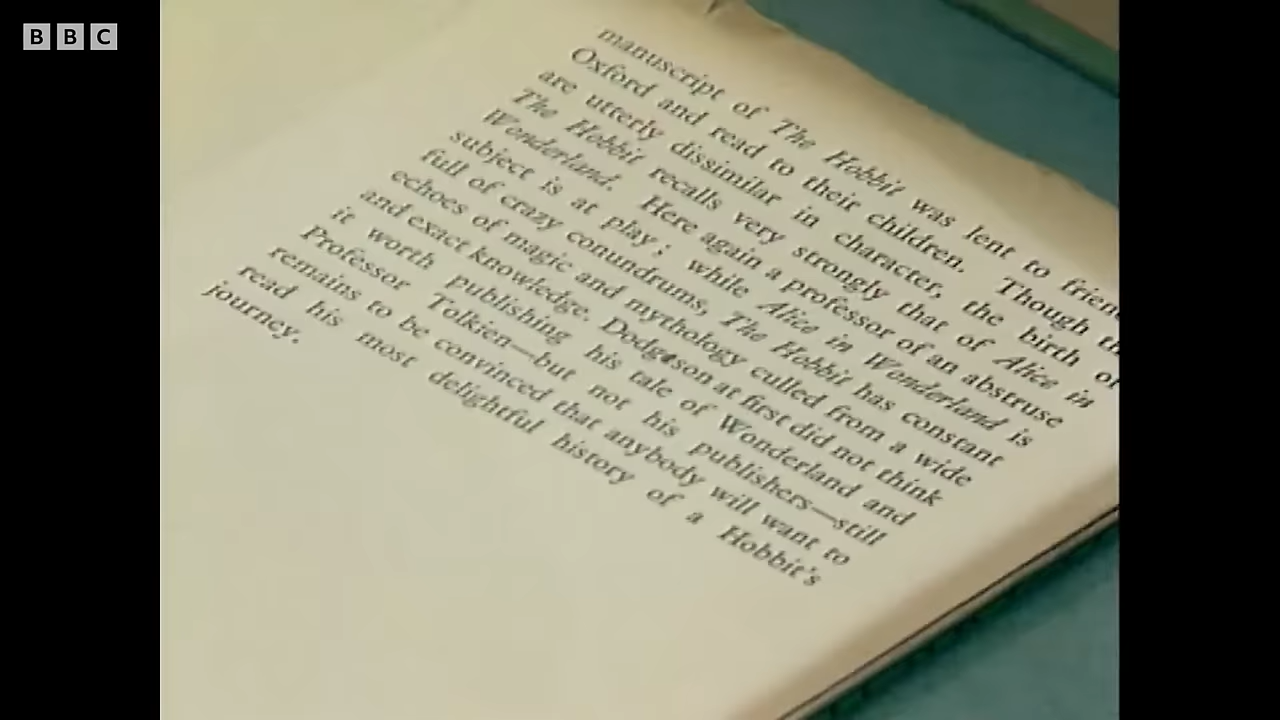 BBC
manuscript of The Hobbit was lent to frien
Oxford and read to their children. Though th
are utterly dissimilar in character, the birth of
The Hobbit recalls very strongly that of Alice in
Wonderland. Here again a professor of an abstruse
subject is at play; while Alice in Wonderland is
full of crazy conundrums, The Hobbit has constant
echoes of magic and mythology culled from a wide
and exact knowledge. Dodgeson at first did not think
it worth publishing his tale of Wonderland and
Professor Tolkien—but not his publishers—still
remains to be convinced that anybody will want to
read his most delightful history of a Hobbit's
journey.